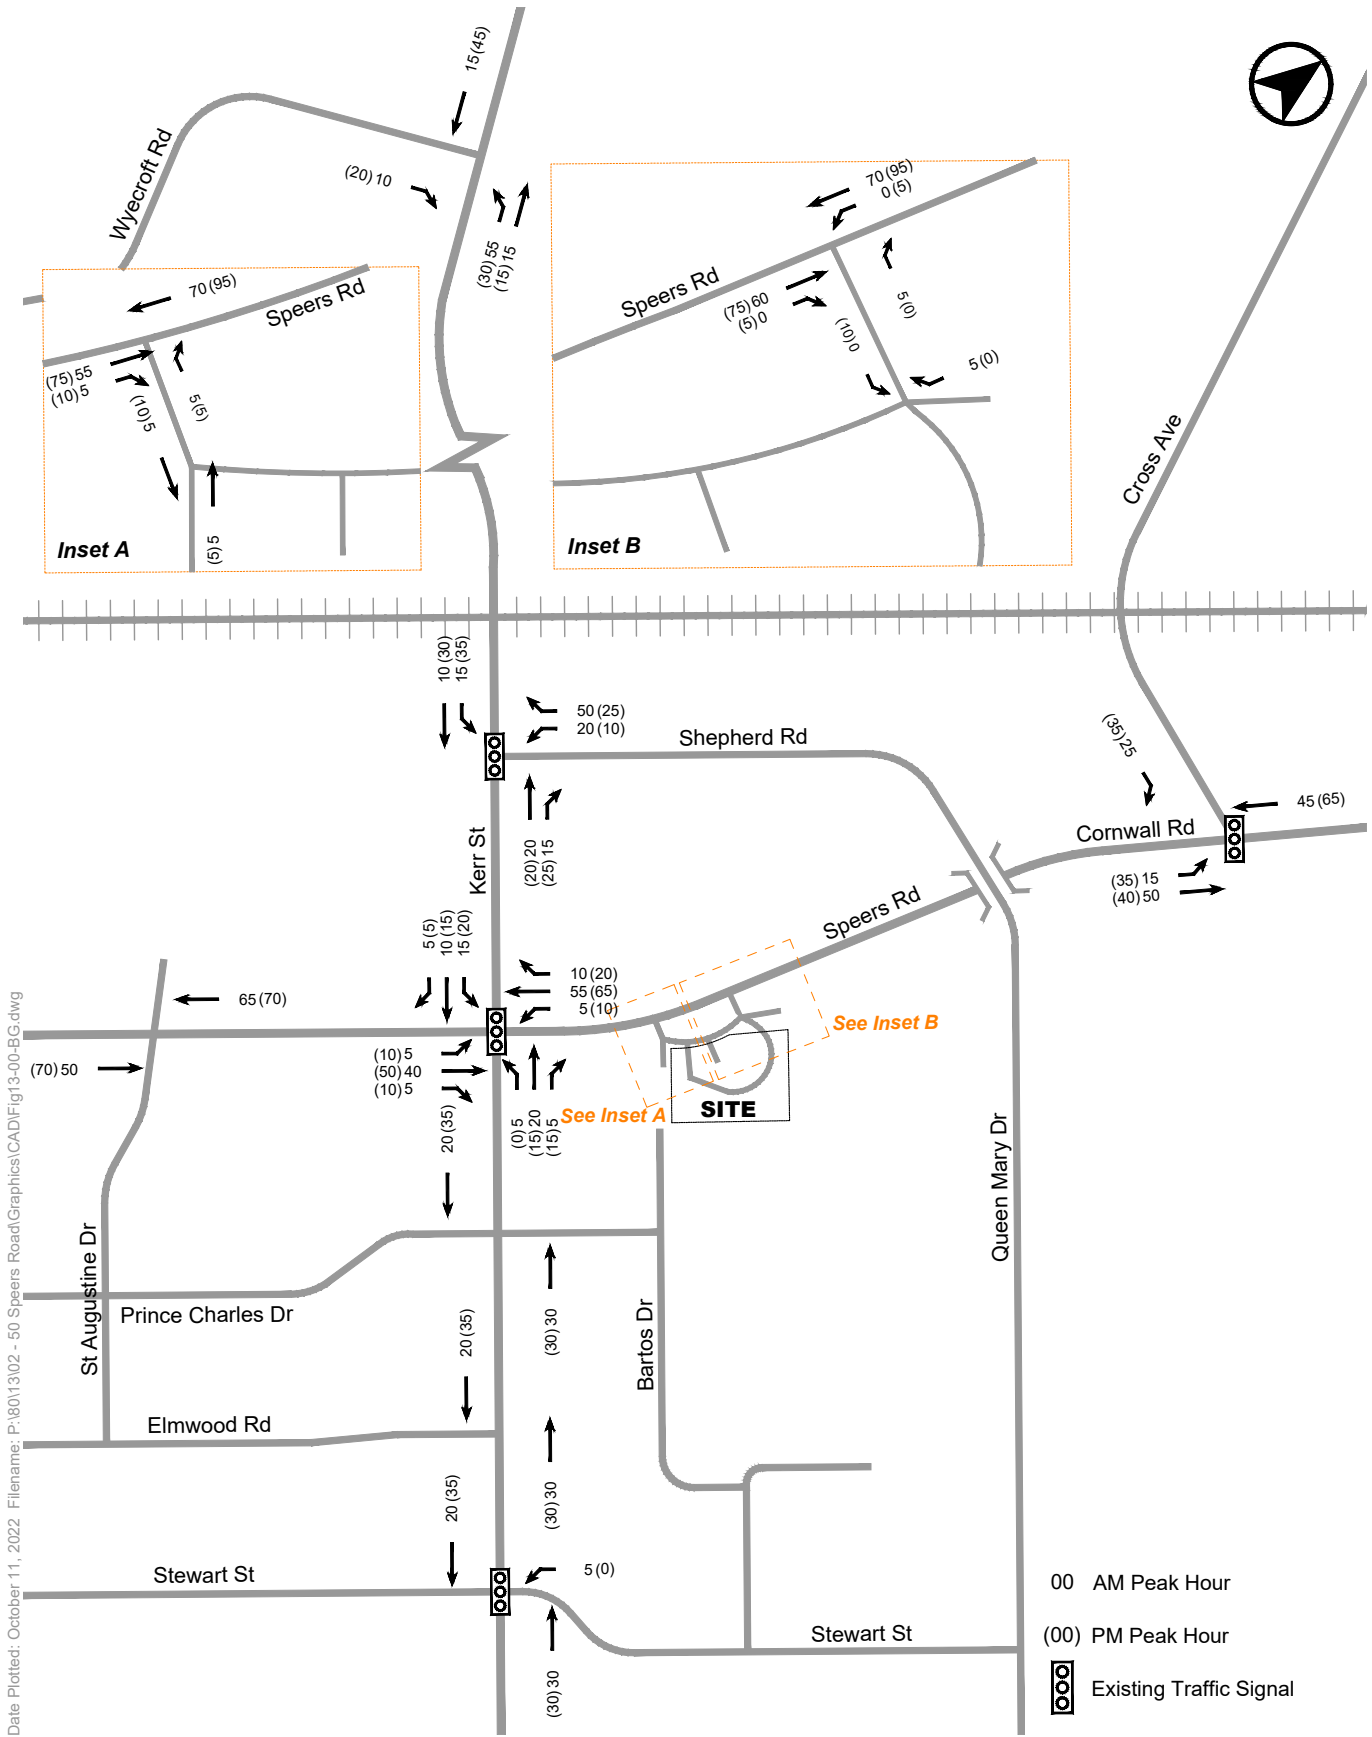 15 (45)
Wyecroft Rd
(20) 10
(30) 55
(15) 15
70 (95)
0 (5)
Speers Rd
(75) 60
(5) 0
5 (0)
(10) 0
5 (0)
Inset B
70 (95)
Speers Rd
(75) 55
(10) 5
(10) 5
5 (5)
(5) 5
Inset A
Cross Ave
10 (30)
15 (35)
50 (25)
20 (10)
Shepherd Rd
(35) 25
45 (65)
Cornwall Rd
(35) 15
(40) 50
Kerr St
(20) 20
(25) 15
Speers Rd
5 (5)
10 (15)
15 (20)
10 (20)
55 (65)
5 (10)
65 (70)
(70) 50
(10) 5
(50) 40
(10) 5
(0) 5
(15) 20
(15) 5
See Inset B
See Inset A
SITE
20 (35)
Queen Mary Dr
St Augustine Dr
Prince Charles Dr
20 (35)
(30) 30
Bartos Dr
Elmwood Rd
20 (35)
(30) 30
Stewart St
5 (0)
(30) 30
Stewart St
00 AM Peak Hour
(00) PM Peak Hour
Existing Traffic Signal
Date Plotted: October 11, 2022 Filename: P:\80\13\02 - 50 Speers Road\Graphics\CAD\Fig13-00-BG.dwg